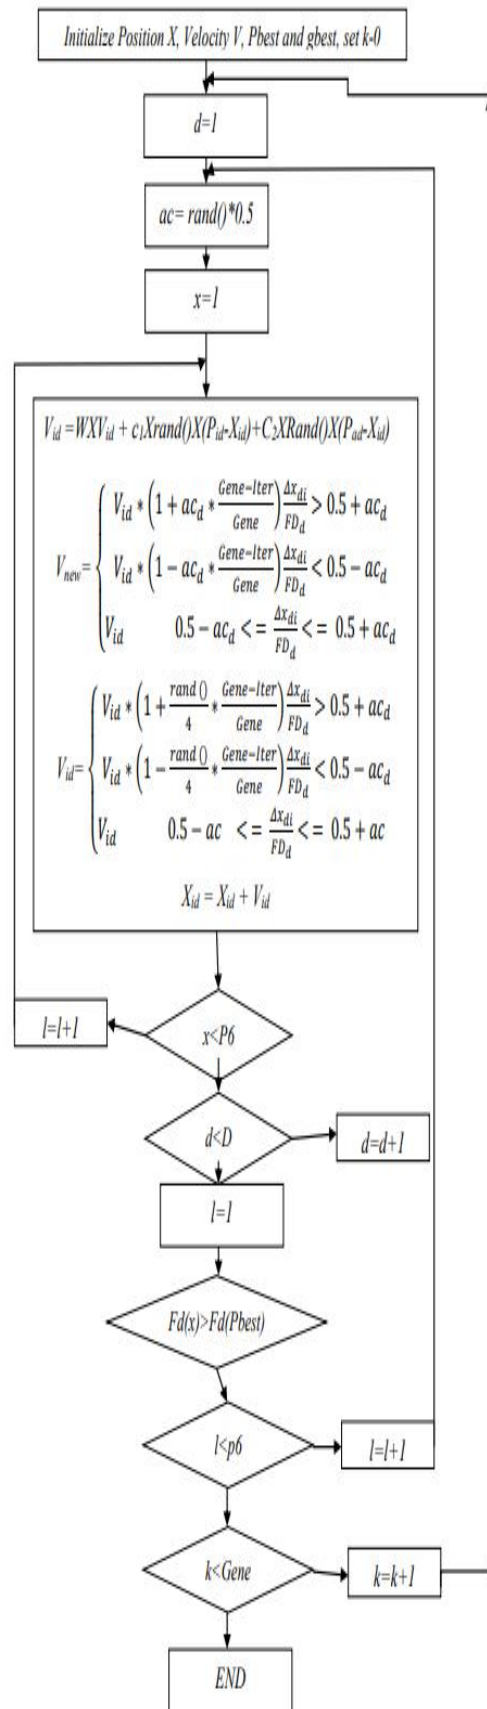 Initialize Position X, Velocity V, Pbest and gbest, set k-0
d=1
ac= rand()*0.5
x=1
V_id =WXV_id + c_1Xrand()X(P_id-X_id)+C_2XRand()X(P_ad-X_id)
V_new= { V_id * (1 + ac_d * (Gene-Iter)/Gene) Δx_di/FD_d > 0.5 + ac_d
V_id * (1 - ac_d * (Gene-Iter)/Gene) Δx_di/FD_d < 0.5 - ac_d
V_id 0.5 - ac_d <= Δx_di/FD_d <= 0.5 + ac_d
V_id= { V_id * (1 + rand ()/4 * (Gene-Iter)/Gene) Δx_di/FD_d > 0.5 + ac_d
V_id * (1 - rand ()/4 * (Gene-Iter)/Gene) Δx_di/FD_d < 0.5 - ac_d
V_id 0.5 - ac <= Δx_di/FD_d <= 0.5 + ac
X_id = X_id + V_id
l=l+1
x<P6
d<D
d=d+1
l=1
Fd(x)>Fd(Pbest)
l<p6
l=l+1
k<Gene
k=k+1
END